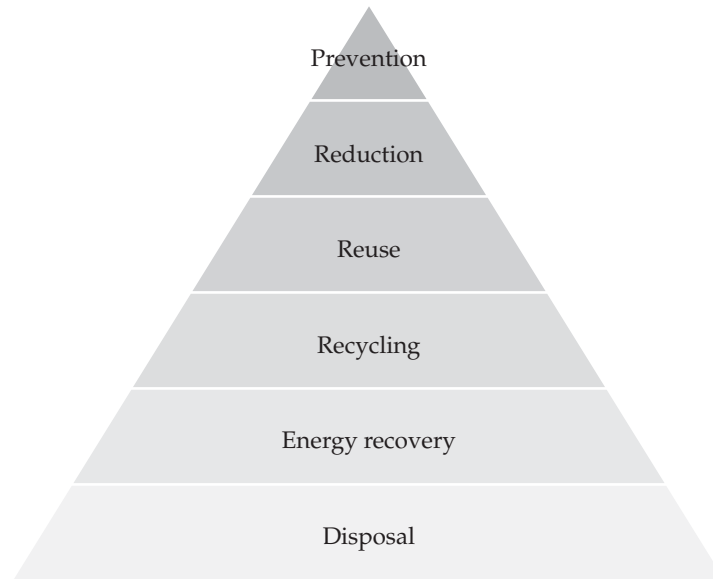 Prevention
Reduction
Reuse
Recycling
Energy recovery
Disposal